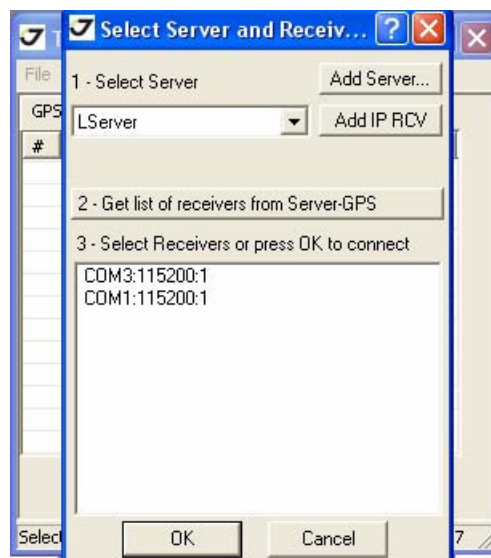 Select Server and Receiv...
File
1 - Select Server
Add Server...
GPS
LServer
Add IP RCV
#
2 - Get list of receivers from Server-GPS
3 - Select Receivers or press OK to connect
COM3:115200:1
COM1:115200:1
Selec
OK
Cancel
7